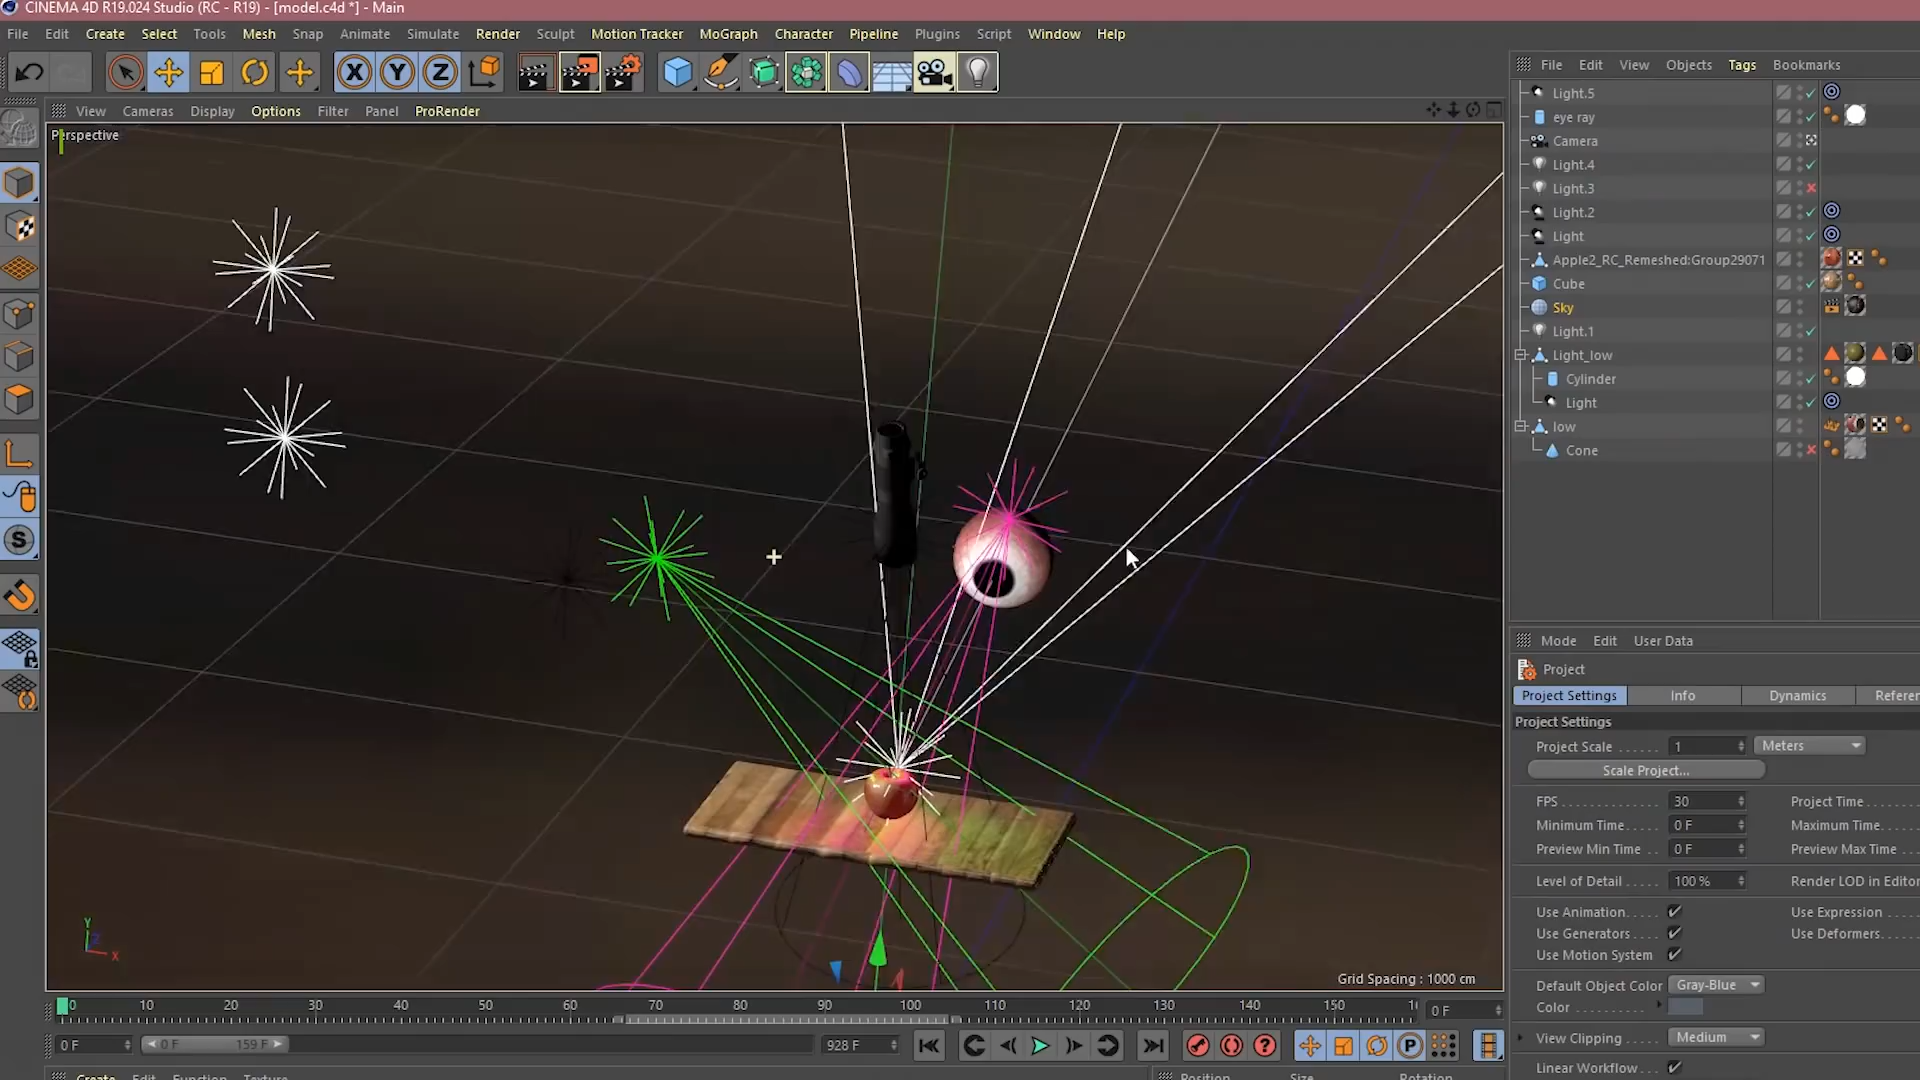 CINEMA 4D R19.024 Studio (RC - R19) - [model.c4d *] - Main
File Edit Create Select Tools Mesh Snap Animate Simulate Sculpt Motion Tracker MoGraph Character Pipeline Plugins Script Window Help
X Y Z
File Edit View Objects Tags Bookmarks
View Cameras Display Options Filter Panel ProRender
Perspective
Light.5
eye ray
Camera
Light.4
Light.3
Light.2
Light
Apple2_RC_Remeshed:Group29071
Cube
Sky
Light.1
Light_low
Cylinder
Light
low
Cone
S
Y
Z
X
Grid Spacing : 1000 cm
Mode Edit User Data
Project
Project Settings Info Dynamics Referen
Project Settings
Project Scale ...... 1 Meters
Scale Project...
FPS 30 Project Time
Minimum Time 0 F Maximum Time
Preview Min Time 0 F Preview Max Time
Level of Detail 100 % Render LOD in Editor
Use Animation Use Expression
Use Generators Use Deformers
Use Motion System
Default Object Color Gray-Blue
Color
View Clipping Medium
Linear Workflow
0 10 20 30 40 50 60 70 80 90 100 110 120 130 140 150 0 F
0 F 0 F 159 F 928 F P
Create Edit Function Texture Position Size Rotation